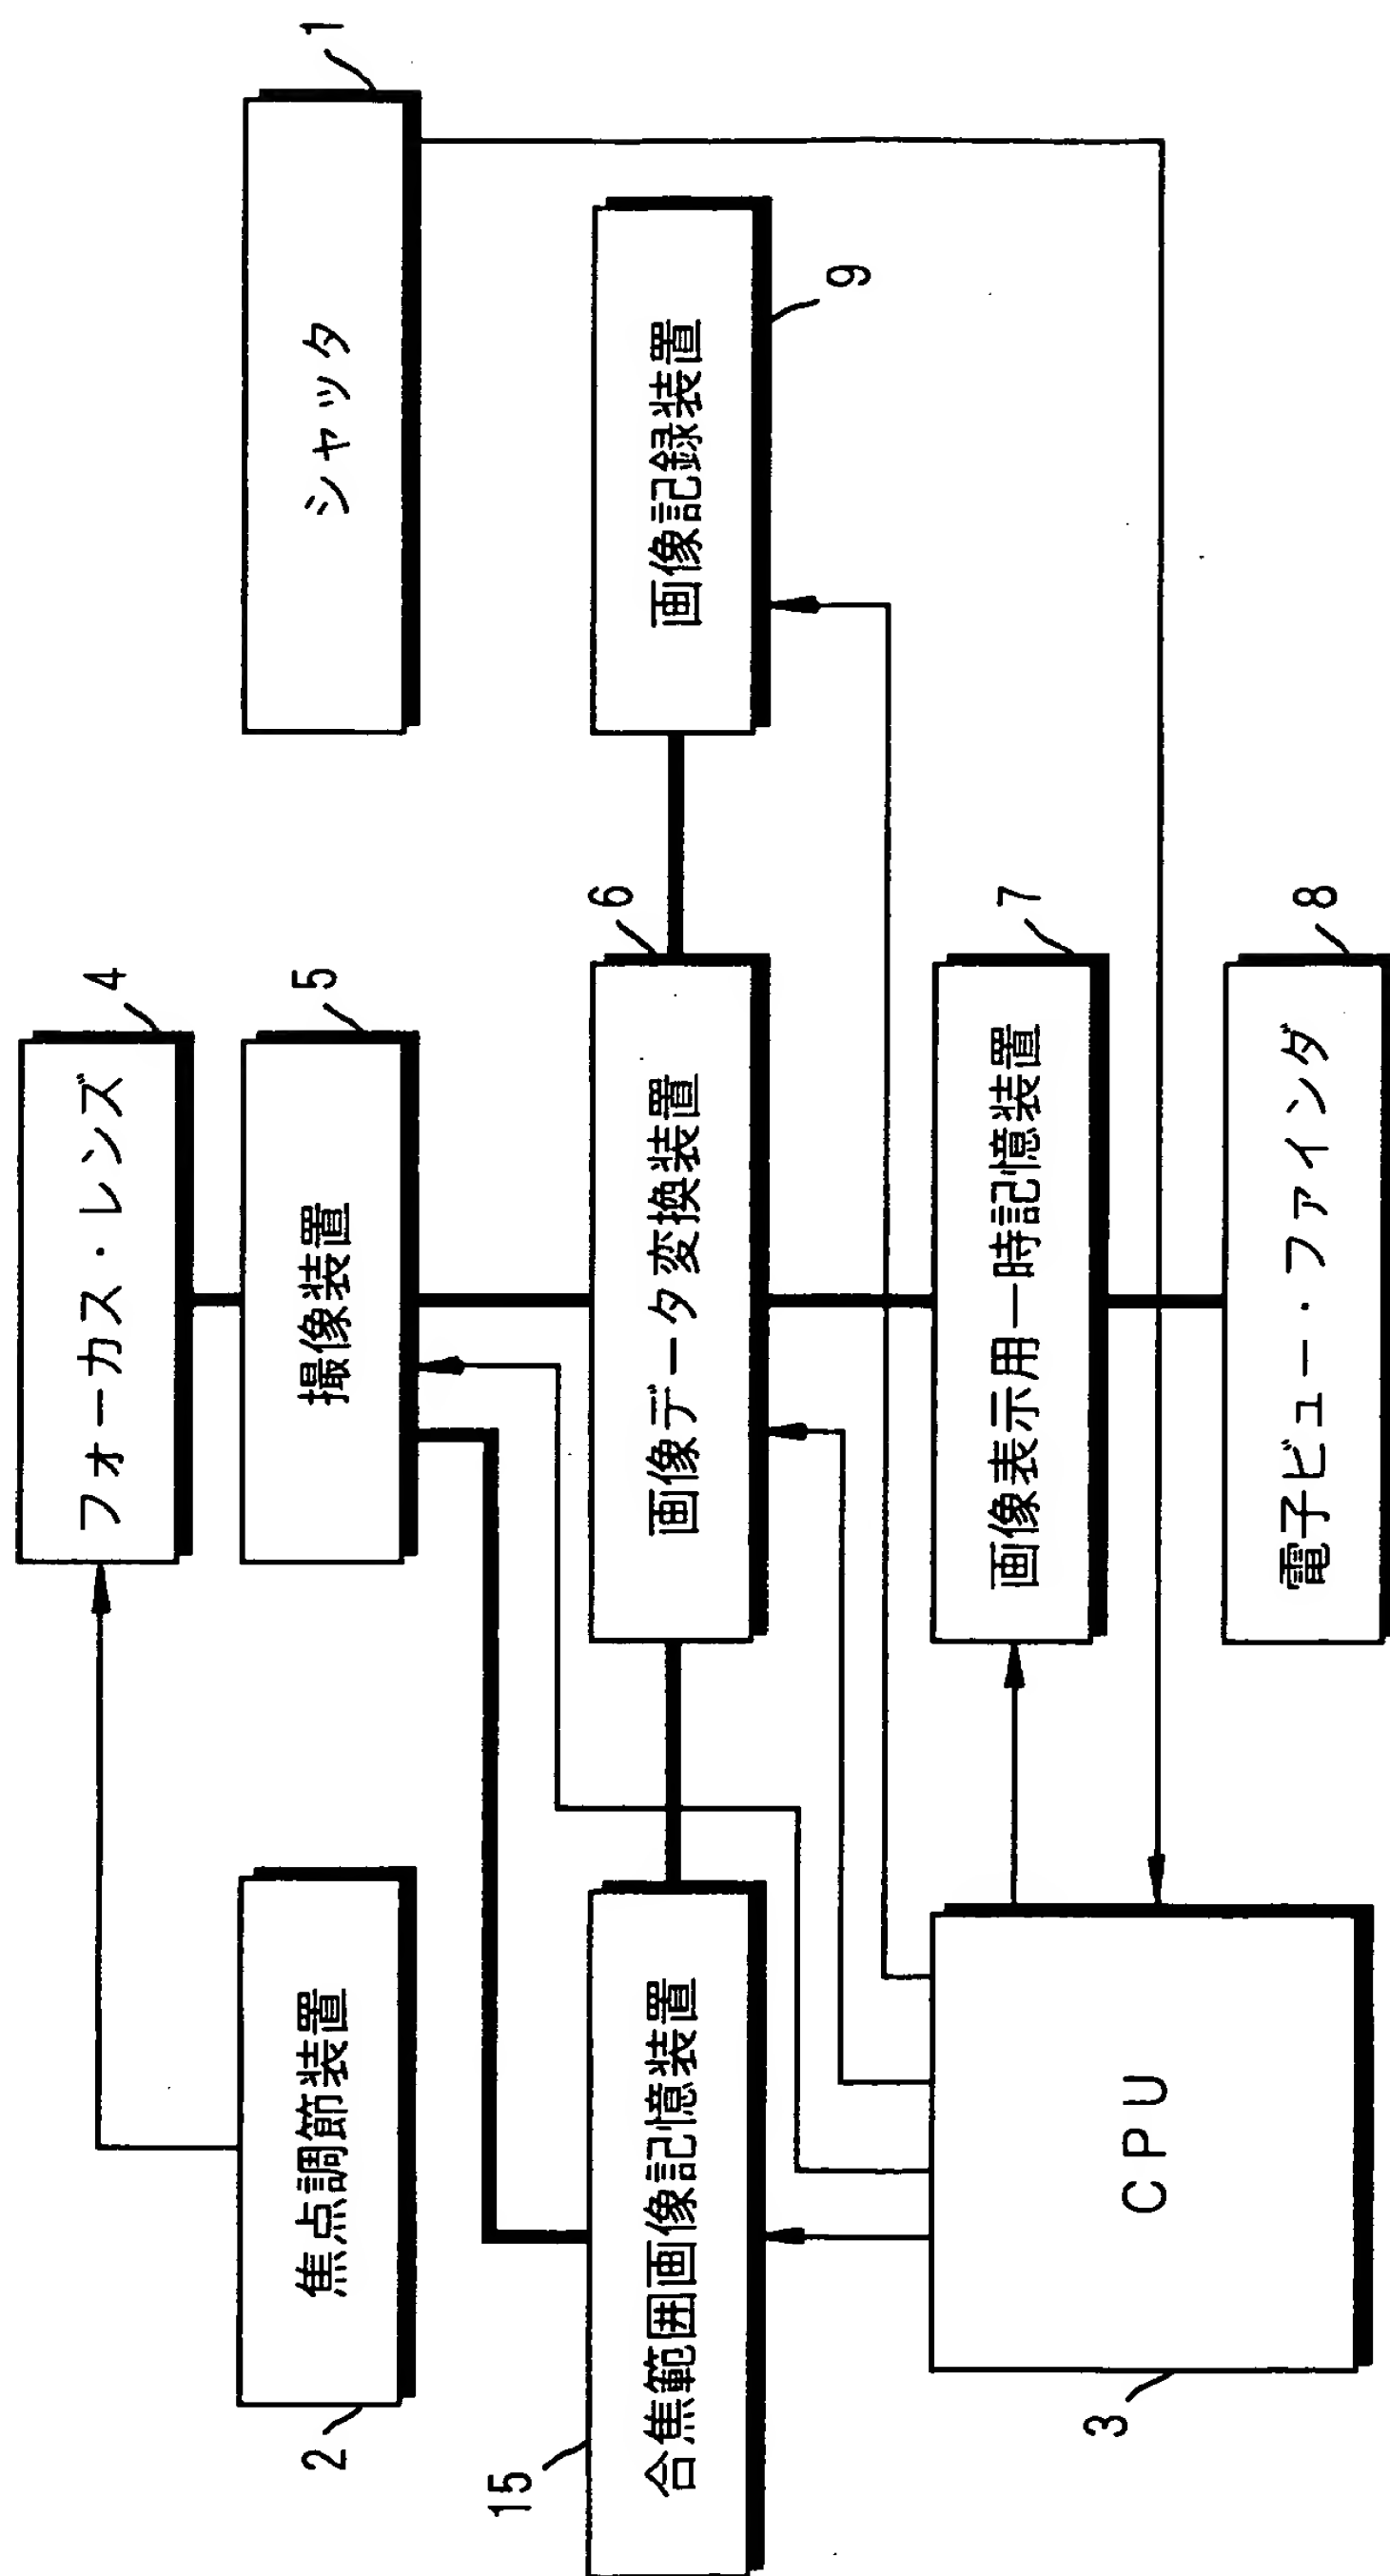 フォーカス・レンズ
4
焦点調節装置
2
撮像装置
5
シャッタ
1
合焦範囲画像記憶装置
15
画像データ変換装置
6
画像記録装置
9
CPU
3
画像表示用一時記憶装置
7
電子ビュー・ファインダ
8